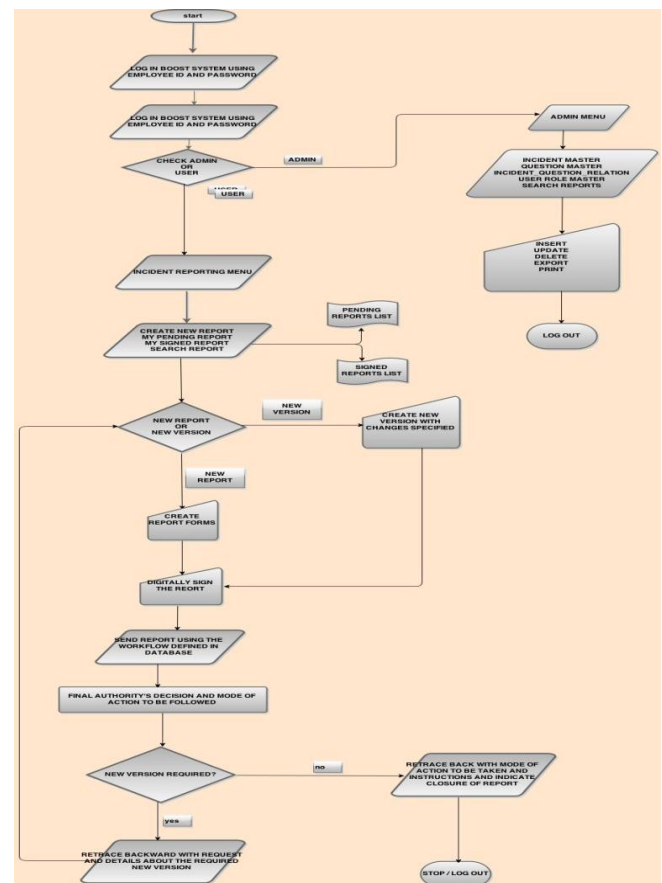 start
LOG IN BOOST SYSTEM USING
EMPLOYEE ID AND PASSWORD
LOG IN BOOST SYSTEM USING
EMPLOYEE ID AND PASSWORD
CHECK ADMIN
OR
USER
ADMIN
ADMIN MENU
INCIDENT MASTER
QUESTION MASTER
INCIDENT_QUESTION_RELATION
USER ROLE MASTER
SEARCH REPORTS
USER
USER
INSERT
UPDATE
DELETE
EXPORT
PRINT
LOG OUT
INCIDENT REPORTING MENU
CREATE NEW REPORT
MY PENDING REPORT
MY SIGNED REPORT
SEARCH REPORT
PENDING
REPORTS LIST
SIGNED
REPORTS LIST
NEW REPORT
OR
NEW VERSION
NEW
VERSION
CREATE NEW
VERSION WITH
CHANGES SPECIFIED
NEW
REPORT
CREATE
REPORT FORMS
DIGITALLY SIGN
THE REORT
SEND REPORT USING THE
WORKFLOW DEFINED IN
DATABASE
FINAL AUTHORITY'S DECISION AND MODE OF
ACTION TO BE FOLLOWED
NEW VERSION REQUIRED?
no
RETRACE BACK WITH MODE OF
ACTION TO BE TAKEN AND
INSTRUCTIONS AND INDICATE
CLOSURE OF REPORT
yes
RETRACE BACKWARD WITH REQUEST
AND DETAILS ABOUT THE REQUIRED
NEW VERSION
STOP / LOG OUT